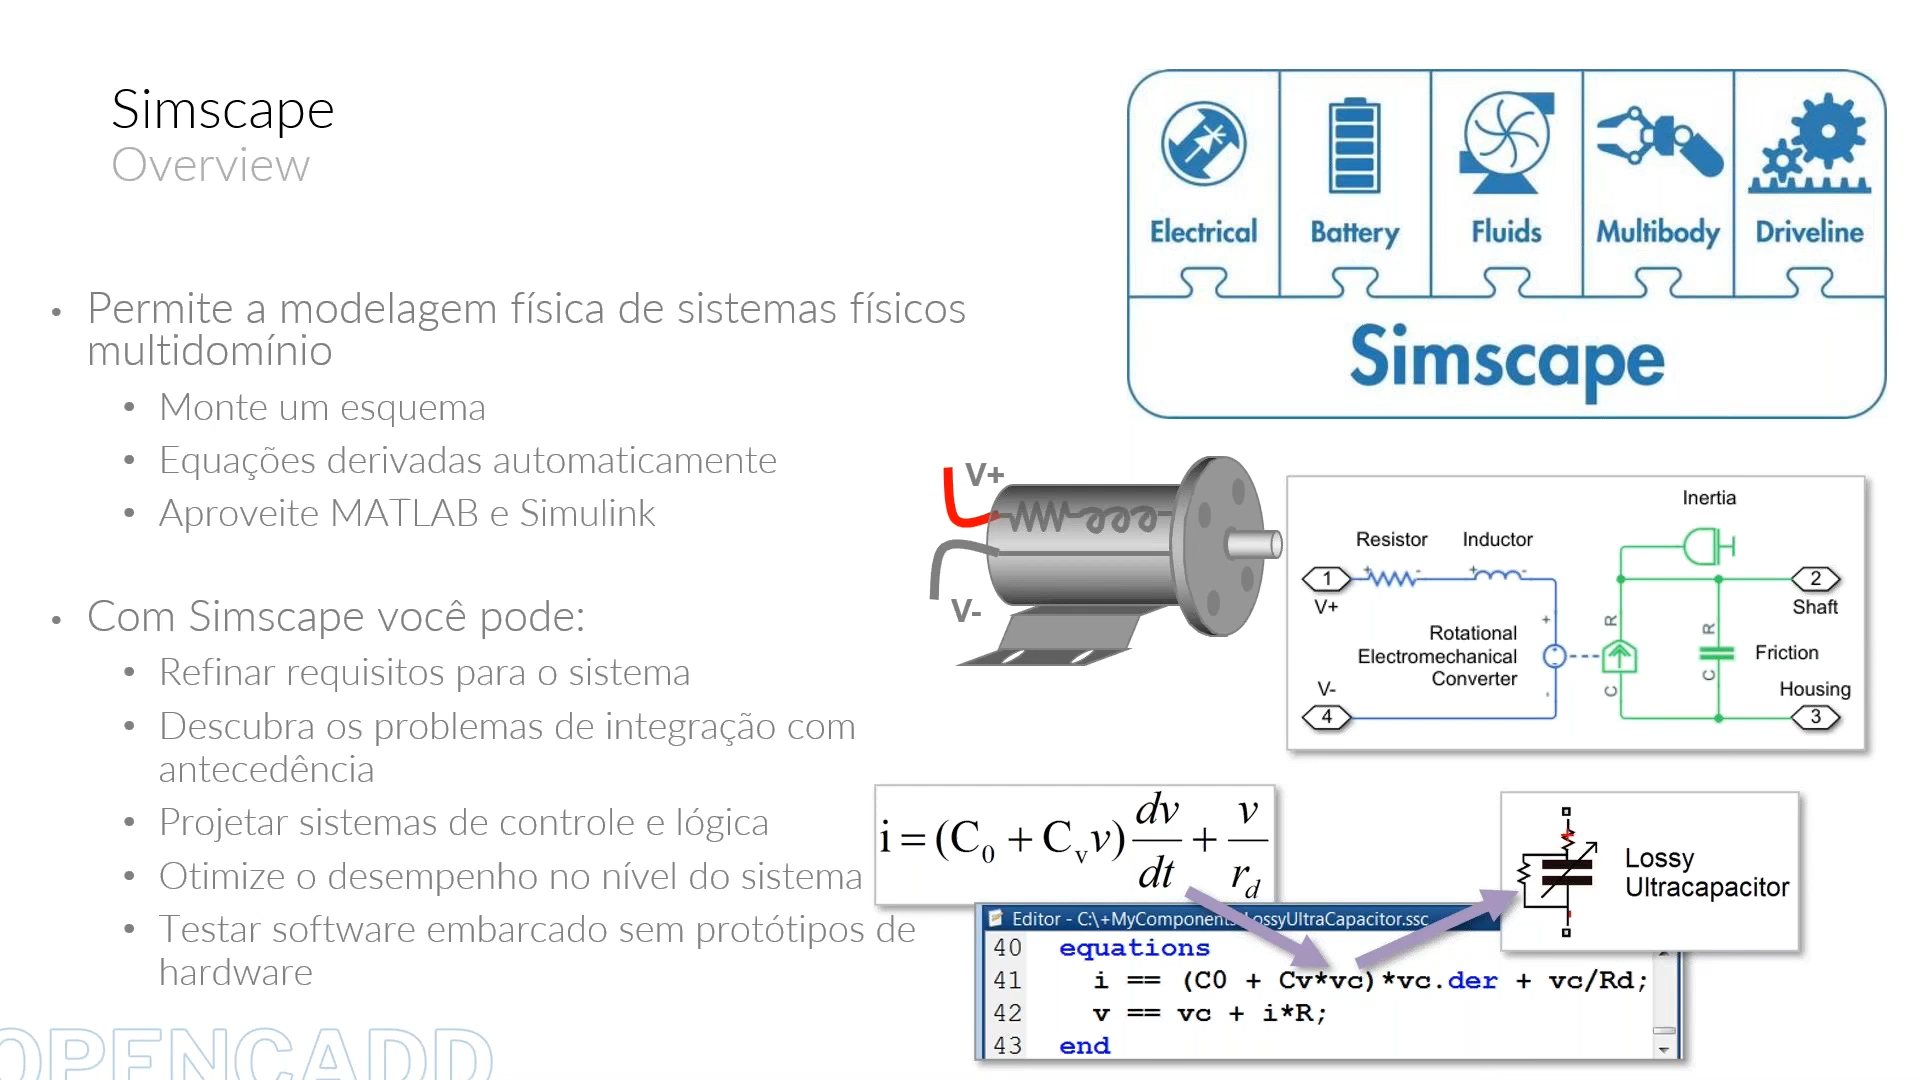 Simscape
Overview
• Permite a modelagem física de sistemas físicos
multidomínio
• Monte um esquema
• Equações derivadas automaticamente
• Aproveite MATLAB e Simulink
• Com Simscape você pode:
• Refinar requisitos para o sistema
• Descubra os problemas de integração com
antecedência
• Projetar sistemas de controle e lógica
• Otimize o desempenho no nível do sistema
• Testar software embarcado sem protótipos de
hardware
OPENCADD
Electrical Battery Fluids Multibody Driveline
Simscape
V+
V-
Inertia
Resistor Inductor
1 2
V+ Shaft
+ -
+ -
+
-
R
C
R
C
Rotational
Electromechanical
Converter
Friction
V- Housing
4 3
i = (C0 + Cv v) dv/dt + v/rd
Lossy
Ultracapacitor
Editor - C:\+MyComponents LossyUltraCapacitor.ssc
40 equations
41 i == (C0 + Cv*vc)*vc.der + vc/Rd;
42 v == vc + i*R;
43 end